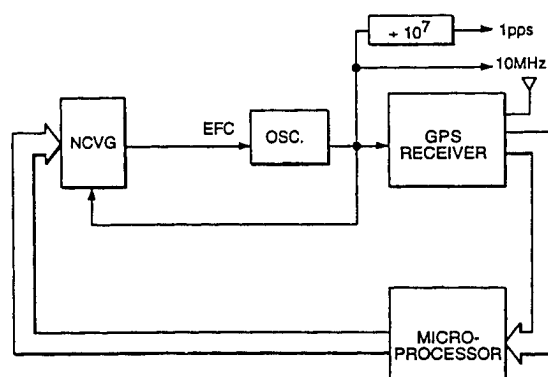 ÷ 10⁷
1pps
10MHz
NCVG
EFC
OSC.
GPS
RECEIVER
MICRO-
PROCESSOR